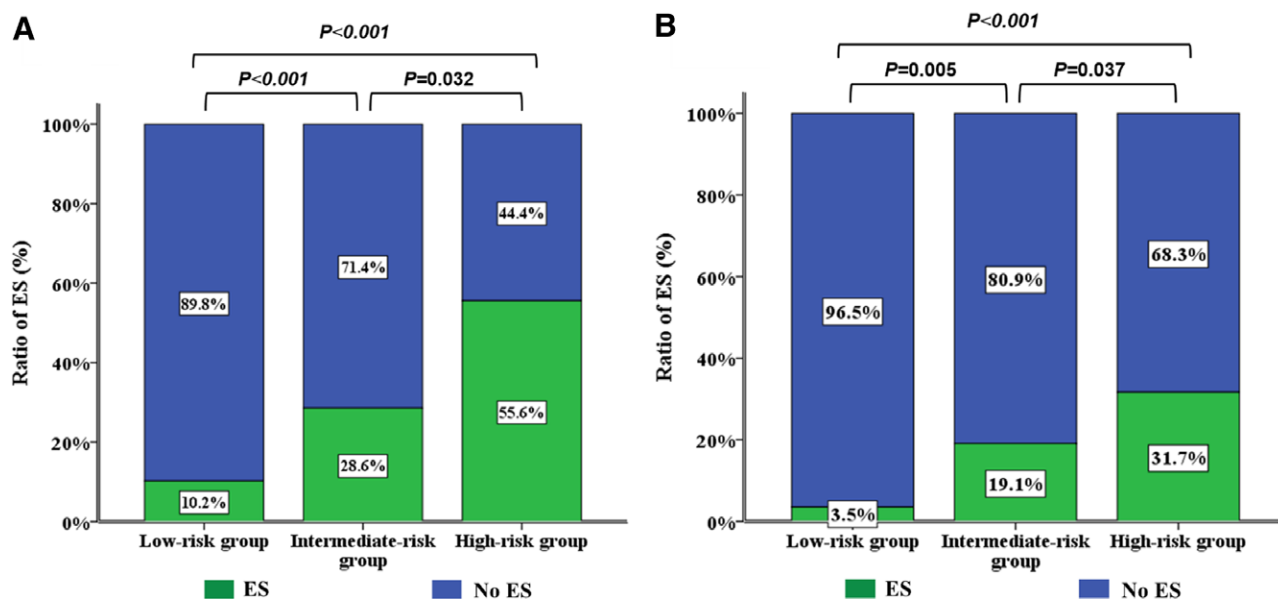 A
P<0.001
P<0.001
P=0.032
Ratio of ES (%)
100%
80%
60%
40%
20%
0%
89.8%
10.2%
71.4%
28.6%
44.4%
55.6%
Low-risk group
Intermediate-risk
group
High-risk group
ES
No ES
B
P<0.001
P=0.005
P=0.037
Ratio of ES (%)
100%
80%
60%
40%
20%
0%
96.5%
3.5%
80.9%
19.1%
68.3%
31.7%
Low-risk group
Intermediate-risk
group
High-risk group
ES
No ES